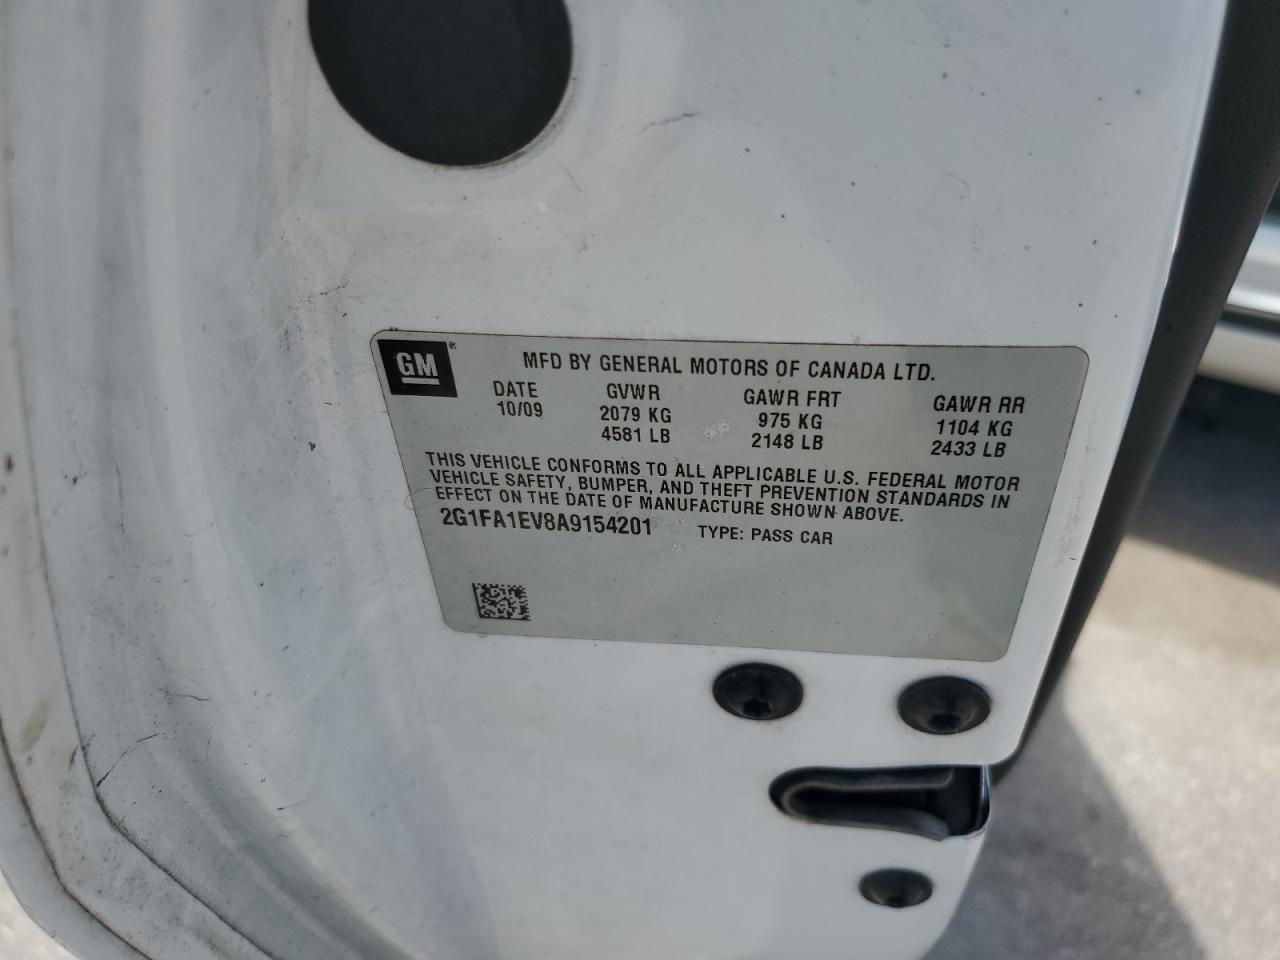 GM ®
MFD BY GENERAL MOTORS OF CANADA LTD.
DATE GVWR GAWR FRT GAWR RR
10/09 2079 KG 975 KG 1104 KG
4581 LB 2148 LB 2433 LB
THIS VEHICLE CONFORMS TO ALL APPLICABLE U.S. FEDERAL MOTOR
VEHICLE SAFETY, BUMPER, AND THEFT PREVENTION STANDARDS IN
EFFECT ON THE DATE OF MANUFACTURE SHOWN ABOVE.
2G1FA1EV8A9154201 TYPE: PASS CAR